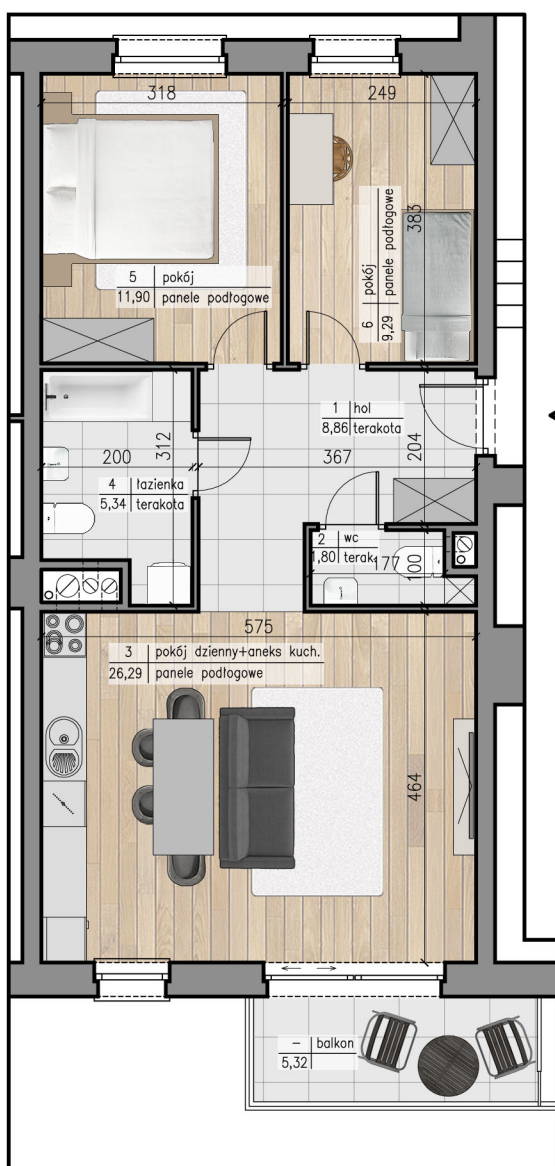 318
249
383
5 pokój
11,90 panele podłogowe
6 pokój
9,29 panele podłogowe
1 hol
8,86 terakota
312
204
200
367
4 łazienka
5,34 terakota
2 wc
1,80 terak.
177
100
575
3 pokój dzienny+aneks kuch.
26,29 panele podłogowe
464
– balkon
5,32